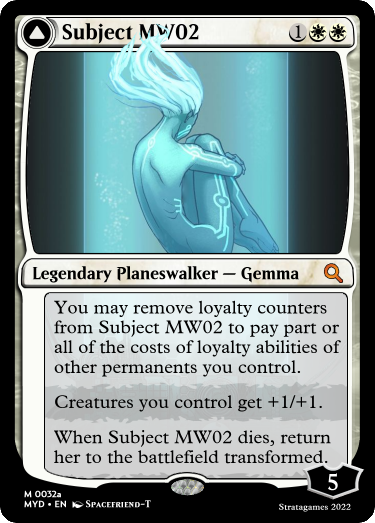 Subject MW02
1
Legendary Planeswalker — Gemma
You may remove loyalty counters
from Subject MW02 to pay part or
all of the costs of loyalty abilities of
other permanents you control.
Creatures you control get +1/+1.
When Subject MW02 dies, return
her to the battlefield transformed.
5
M 0032a
MYD • EN Spacefriend-T
Stratagames 2022